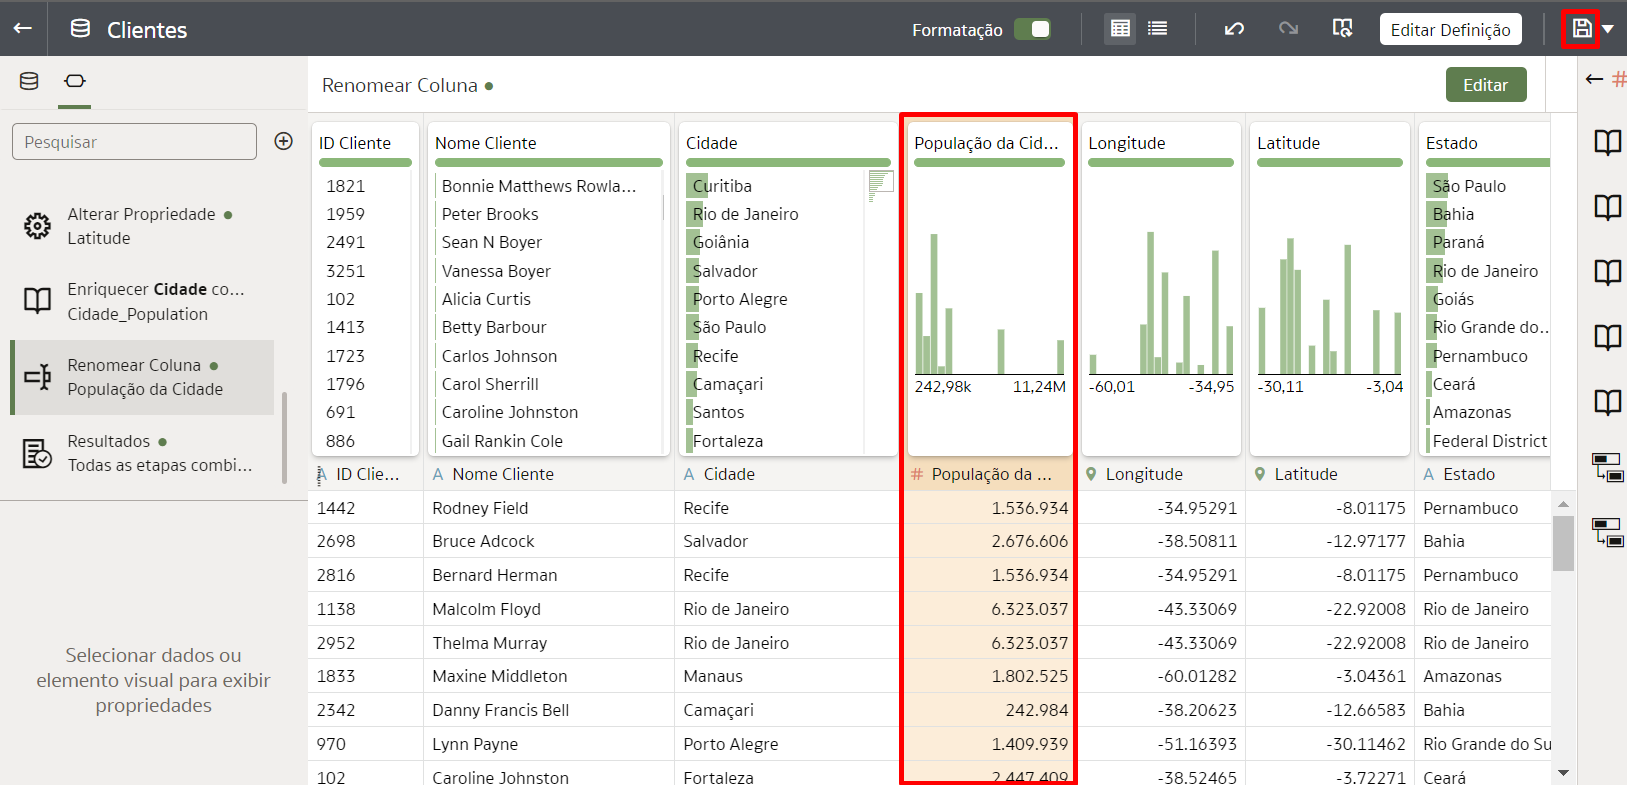 Clientes
Formatação
Editar Definição
Pesquisar
Alterar Propriedade
Latitude
Enriquecer Cidade co...
Cidade_Population
Renomear Coluna
População da Cidade
Resultados
Todas as etapas combi...
Selecionar dados ou
elemento visual para exibir
propriedades
Renomear Coluna
Editar
#
ID Cliente
1821
1959
2491
3251
102
1413
1723
1796
691
886
Nome Cliente
Bonnie Matthews Rowla...
Peter Brooks
Sean N Boyer
Vanessa Boyer
Alicia Curtis
Betty Barbour
Carlos Johnson
Carol Sherrill
Caroline Johnston
Gail Rankin Cole
Cidade
Curitiba
Rio de Janeiro
Goiânia
Salvador
Porto Alegre
São Paulo
Recife
Camaçari
Santos
Fortaleza
População da Cid...
242,98k 11,24M
Longitude
-60,01 -34,95
Latitude
-30,11 -3,04
Estado
São Paulo
Bahia
Paraná
Rio de Janeiro
Goiás
Rio Grande do...
Pernambuco
Ceará
Amazonas
Federal District
A ID Clie... A Nome Cliente A Cidade # População da ... Longitude Latitude A Estado
1442 Rodney Field Recife 1.536.934 -34.95291 -8.01175 Pernambuco
2698 Bruce Adcock Salvador 2.676.606 -38.50811 -12.97177 Bahia
2816 Bernard Herman Recife 1.536.934 -34.95291 -8.01175 Pernambuco
1138 Malcolm Floyd Rio de Janeiro 6.323.037 -43.33069 -22.92008 Rio de Janeiro
2952 Thelma Murray Rio de Janeiro 6.323.037 -43.33069 -22.92008 Rio de Janeiro
1833 Maxine Middleton Manaus 1.802.525 -60.01282 -3.04361 Amazonas
2342 Danny Francis Bell Camaçari 242.984 -38.20623 -12.66583 Bahia
970 Lynn Payne Porto Alegre 1.409.939 -51.16393 -30.11462 Rio Grande do Su
102 Caroline Johnston Fortaleza 2.447.409 -38.52465 -3.72271 Ceará